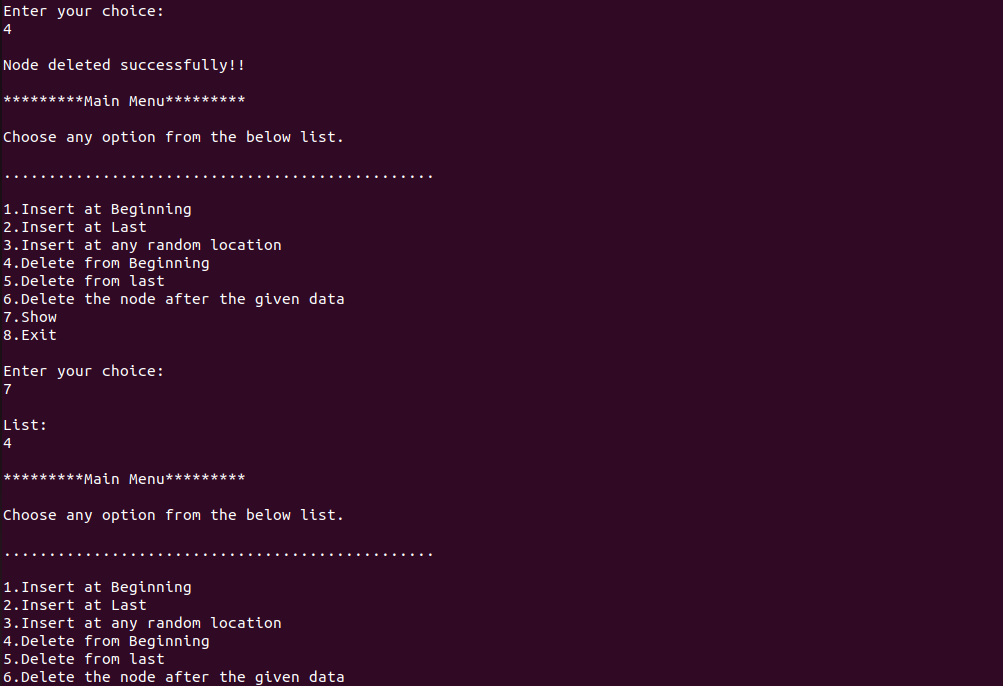 Enter your choice:
4
Node deleted successfully!!
*********Main Menu*********
Choose any option from the below list.
................................................
1.Insert at Beginning
2.Insert at Last
3.Insert at any random location
4.Delete from Beginning
5.Delete from last
6.Delete the node after the given data
7.Show
8.Exit
Enter your choice:
7
List:
4
*********Main Menu*********
Choose any option from the below list.
................................................
1.Insert at Beginning
2.Insert at Last
3.Insert at any random location
4.Delete from Beginning
5.Delete from last
6.Delete the node after the given data